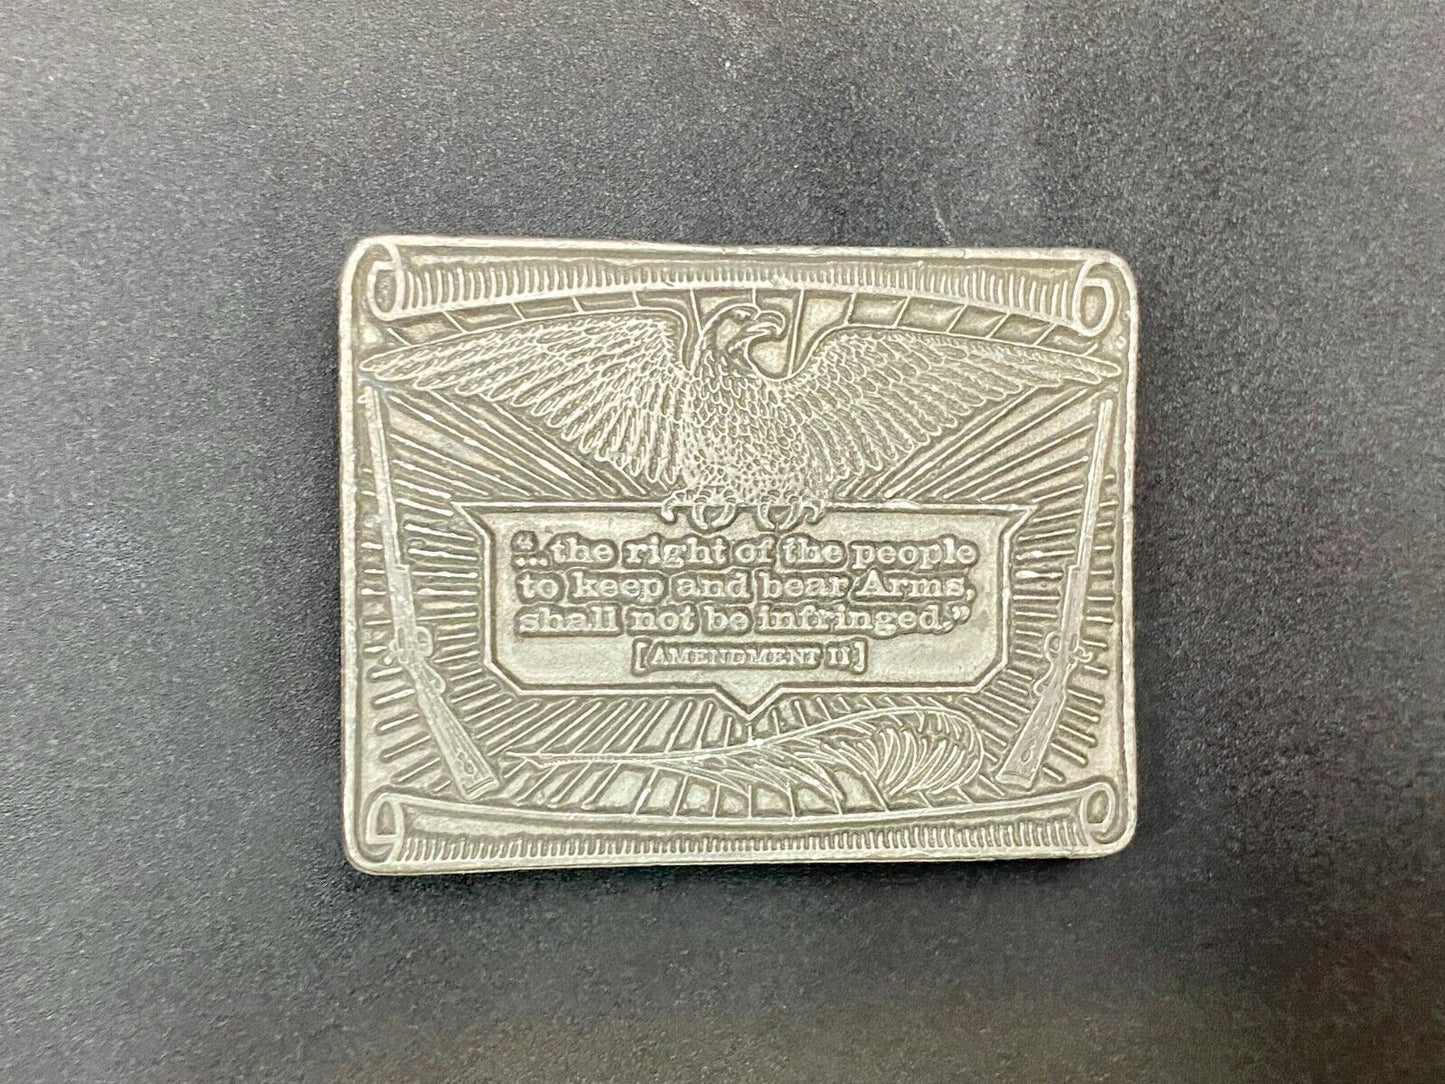 “...the right of the people
to keep and bear Arms,
shall not be infringed.”
[AMENDMENT II]